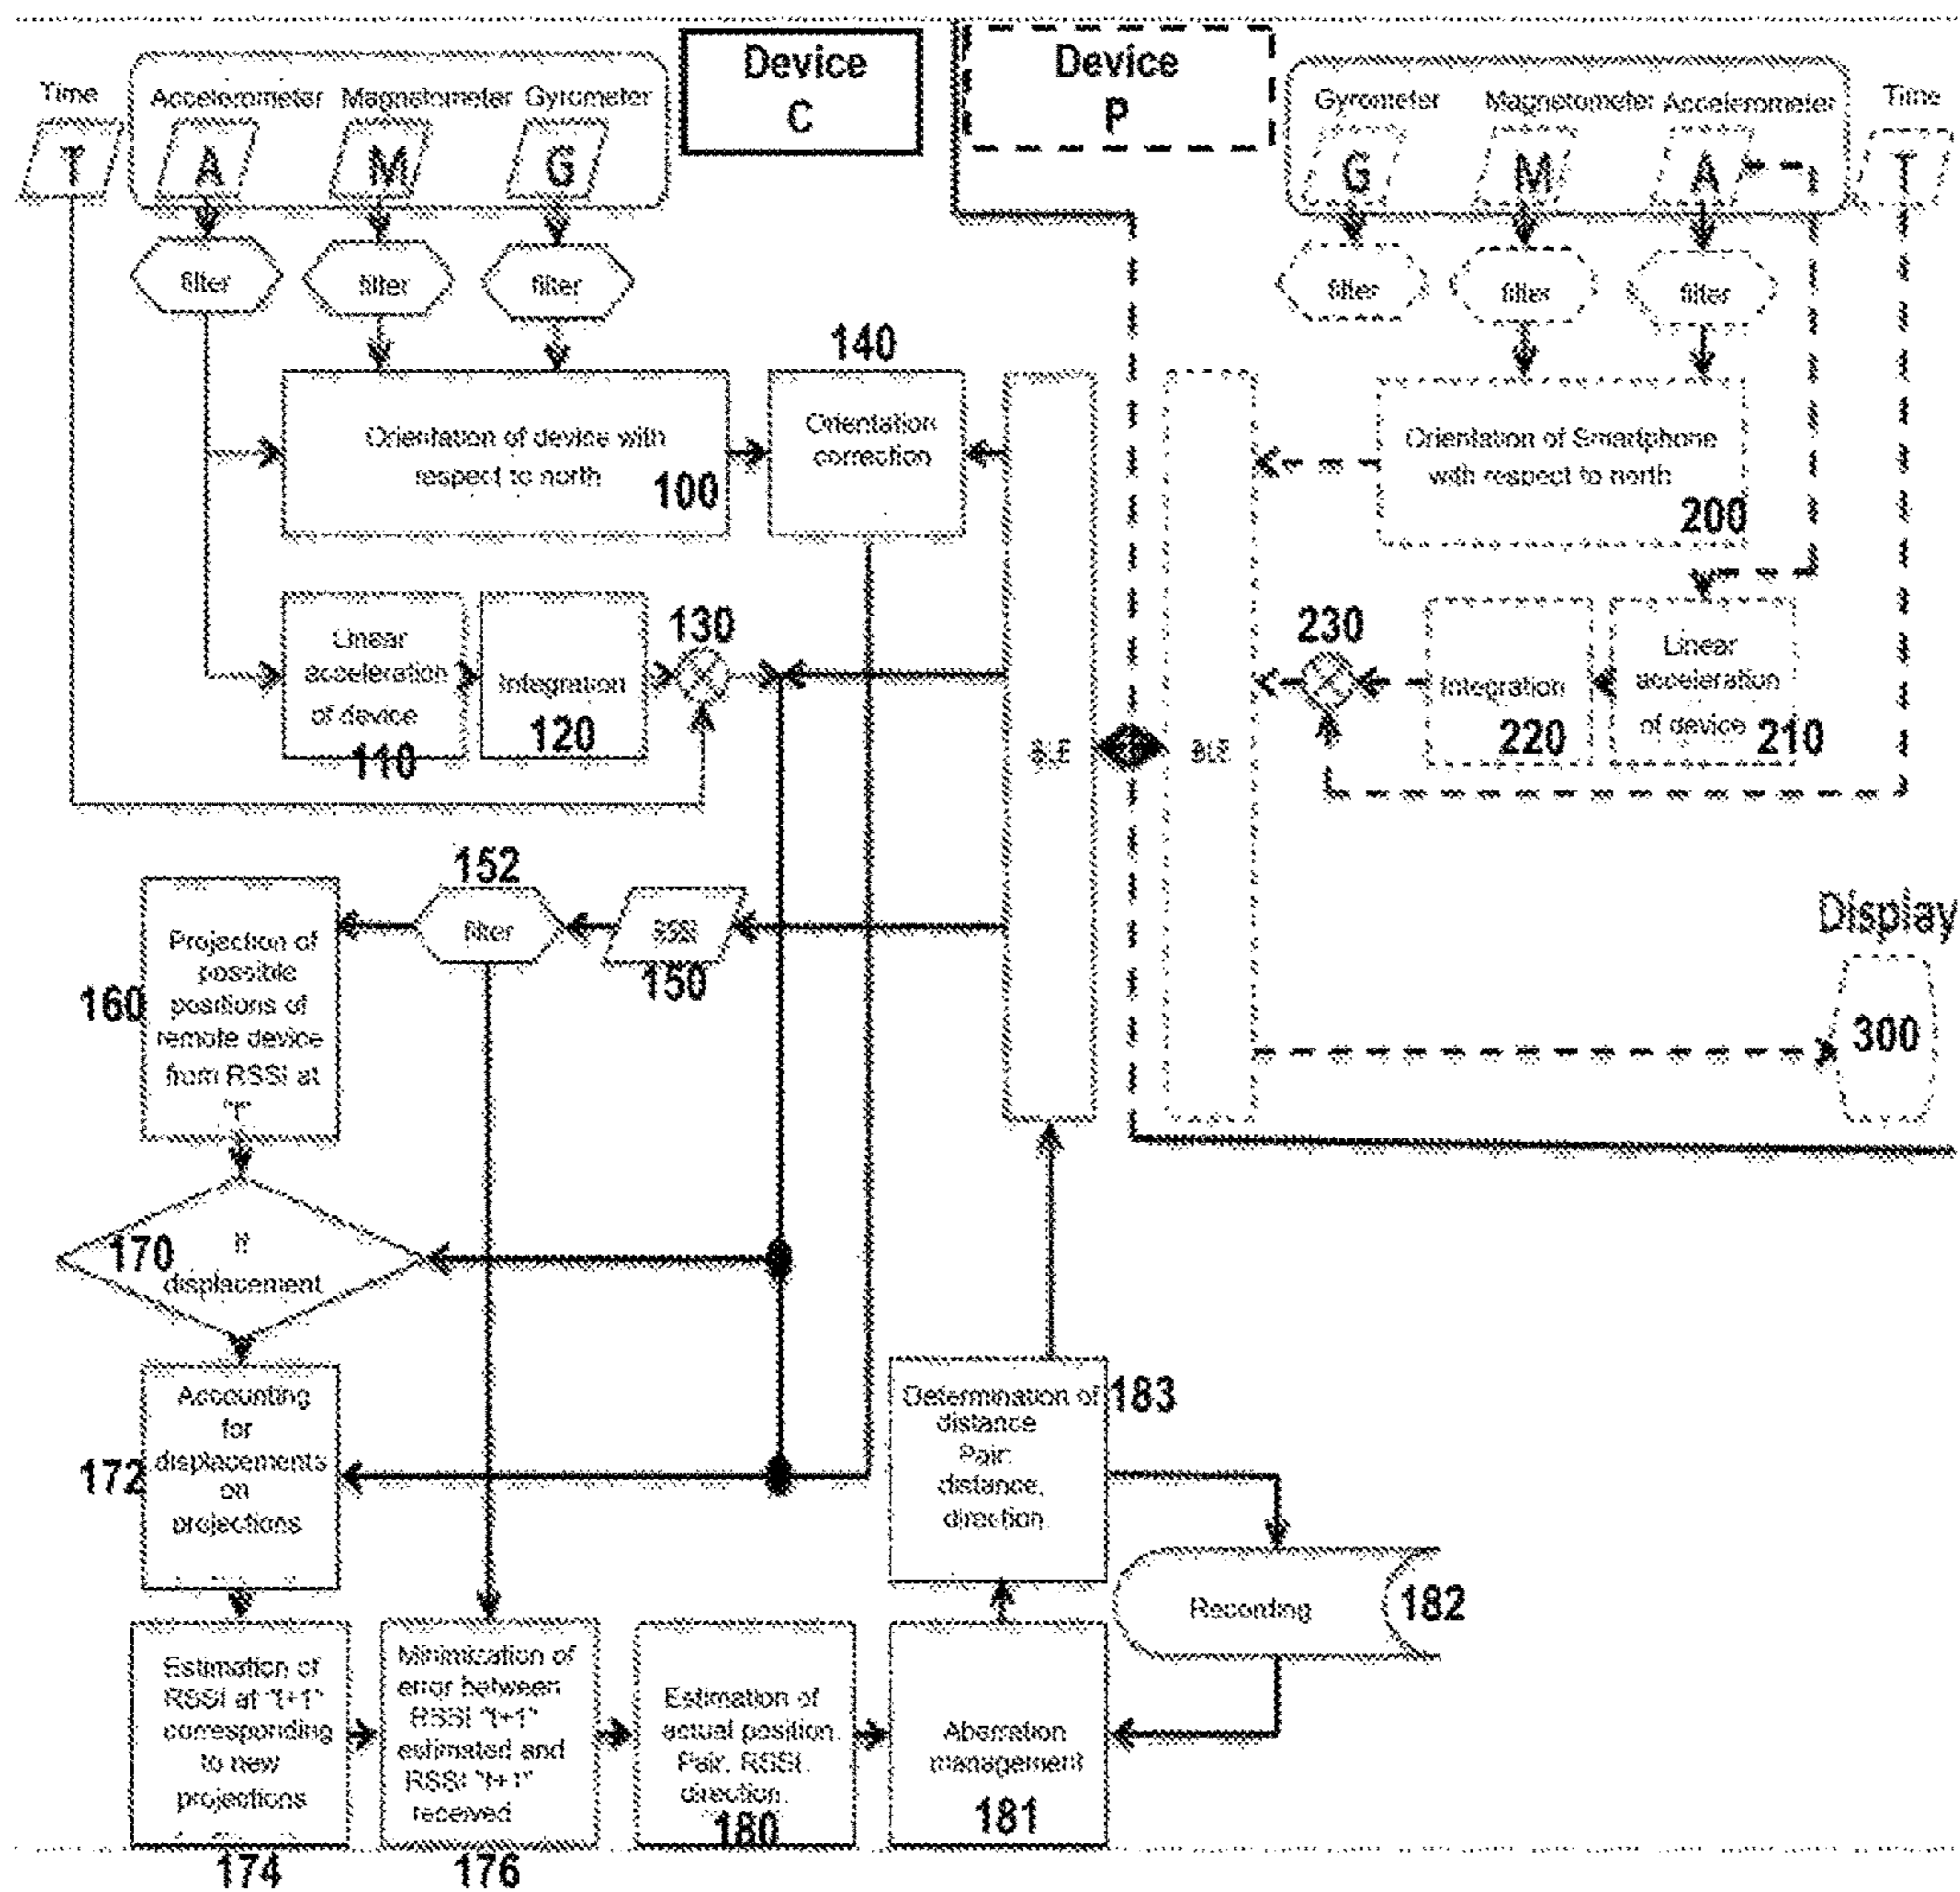 Device
C
Device
P
Time
Accelerometer
Magnetometer
Gyrometer
Gyrometer
Magnetometer
Accelerometer
Time
T
A
M
G
G
M
A
T
filter
filter
filter
filter
filter
filter
140
Orientation of device with
respect to north
100
Orientation
correction
Orientation of Smartphone
with respect to north
200
130
230
Linear
acceleration
of device
110
Integration
120
Integration
220
Linear
acceleration
of device
210
BLE
BLE
152
filter
RSSI
150
Display
300
160
Projection of
possible
positions of
remote device
from RSSI at
170
If
displacement
172
Accounting
for
displacements
on
projections
Determination of
distance
Pair:
distance,
direction.
183
Recording
182
Estimation of
RSSI at "t+1"
corresponding
to new
projections
174
Minimization of
error between
RSSI "t+1"
estimated and
RSSI "t+1"
received
176
Estimation of
actual position.
Pair: RSSI,
direction.
180
Aberration
management
181